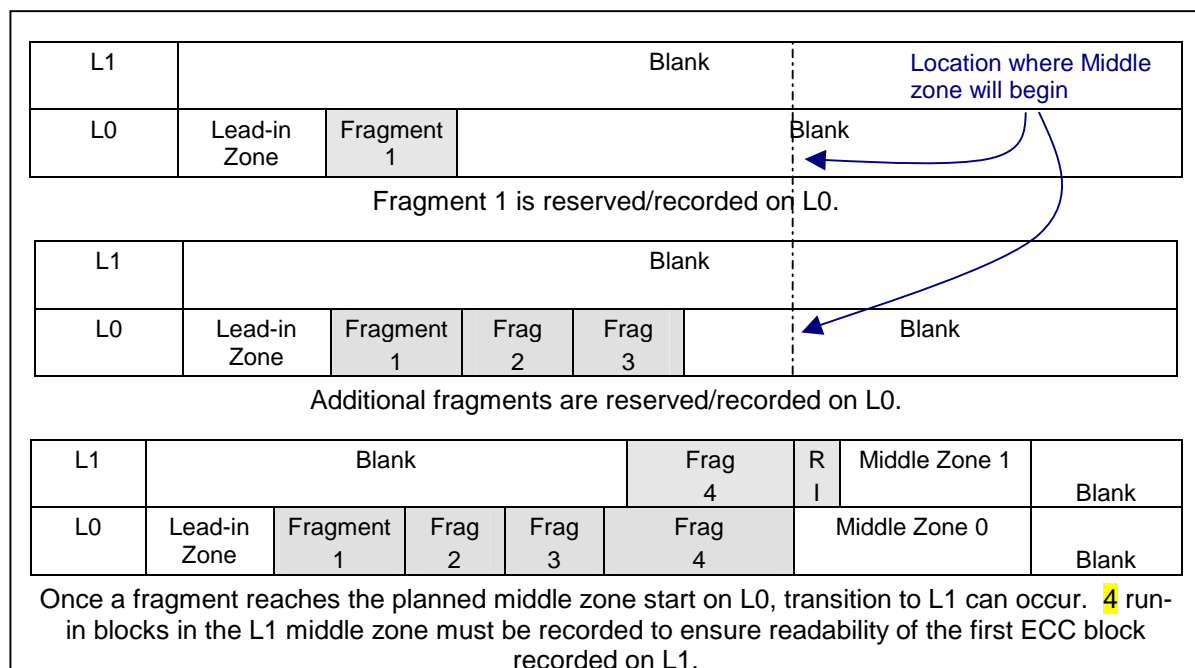 L1 Blank Location where Middle
zone will begin
L0 Lead-in Fragment Blank
Zone 1
Fragment 1 is reserved/recorded on L0.
L1 Blank
L0 Lead-in Fragment Frag Frag Blank
Zone 1 2 3
Additional fragments are reserved/recorded on L0.
L1 Blank Frag R Middle Zone 1
4 I Blank
L0 Lead-in Fragment Frag Frag Frag Middle Zone 0
Zone 1 2 3 4 Blank
Once a fragment reaches the planned middle zone start on L0, transition to L1 can occur. 4 run-
in blocks in the L1 middle zone must be recorded to ensure readability of the first ECC block
recorded on L1.